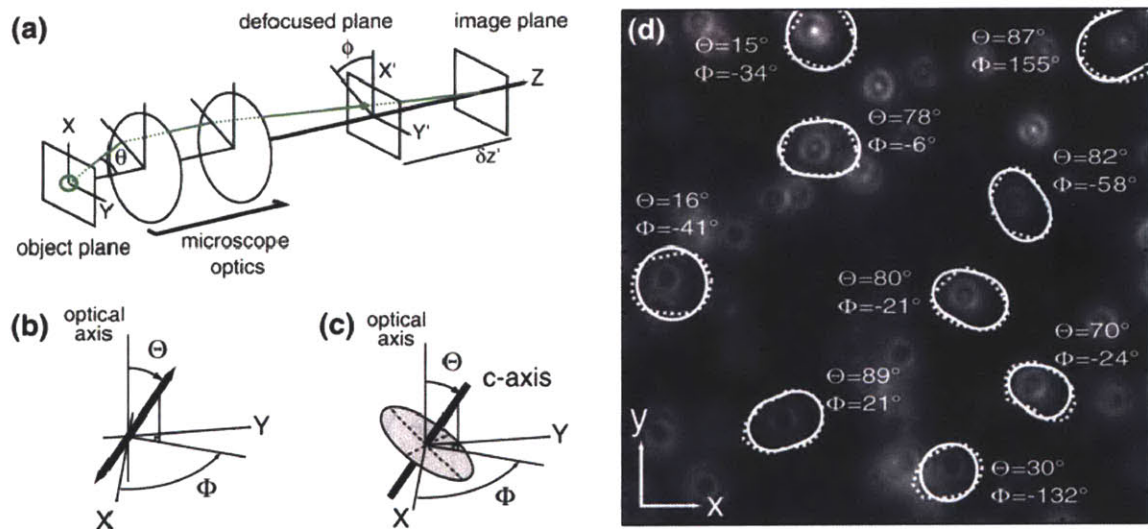 (a)
defocused plane
image plane
ϕ
X'
Z
X
θ
Y'
Y
δz'
object plane
microscope
optics
(b)
optical
axis
Θ
Y
Φ
X
(c)
optical
axis
Θ
c-axis
Y
Φ
X
(d)
Θ=15°
Φ=-34°
Θ=87°
Φ=155°
Θ=78°
Φ=-6°
Θ=82°
Φ=-58°
Θ=16°
Φ=-41°
Θ=80°
Φ=-21°
Θ=70°
Φ=-24°
Θ=89°
Φ=21°
Θ=30°
Φ=-132°
y
x